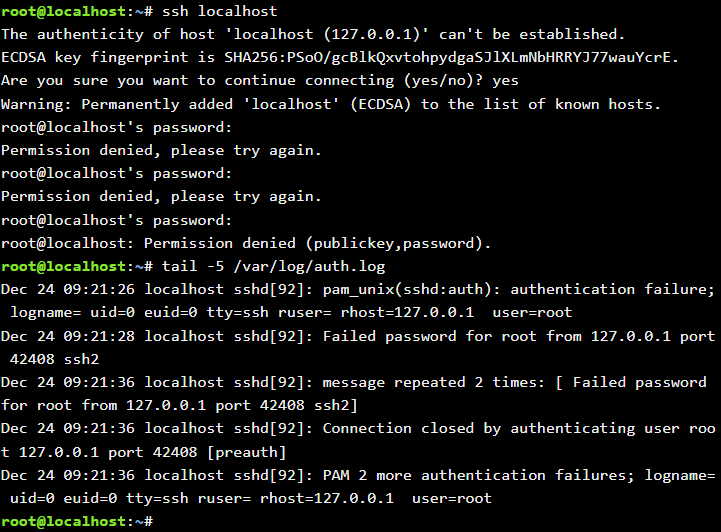 root@localhost:~# ssh localhost
The authenticity of host 'localhost (127.0.0.1)' can't be established.
ECDSA key fingerprint is SHA256:PSoO/gcBlkQxvtohpydgaSJlXLmNbHRRYJ77wauYcrE.
Are you sure you want to continue connecting (yes/no)? yes
Warning: Permanently added 'localhost' (ECDSA) to the list of known hosts.
root@localhost's password:
Permission denied, please try again.
root@localhost's password:
Permission denied, please try again.
root@localhost's password:
root@localhost: Permission denied (publickey,password).
root@localhost:~# tail -5 /var/log/auth.log
Dec 24 09:21:26 localhost sshd[92]: pam_unix(sshd:auth): authentication failure;
 logname= uid=0 euid=0 tty=ssh ruser= rhost=127.0.0.1  user=root
Dec 24 09:21:28 localhost sshd[92]: Failed password for root from 127.0.0.1 port
 42408 ssh2
Dec 24 09:21:36 localhost sshd[92]: message repeated 2 times: [ Failed password
for root from 127.0.0.1 port 42408 ssh2]
Dec 24 09:21:36 localhost sshd[92]: Connection closed by authenticating user roo
t 127.0.0.1 port 42408 [preauth]
Dec 24 09:21:36 localhost sshd[92]: PAM 2 more authentication failures; logname=
 uid=0 euid=0 tty=ssh ruser= rhost=127.0.0.1  user=root
root@localhost:~#